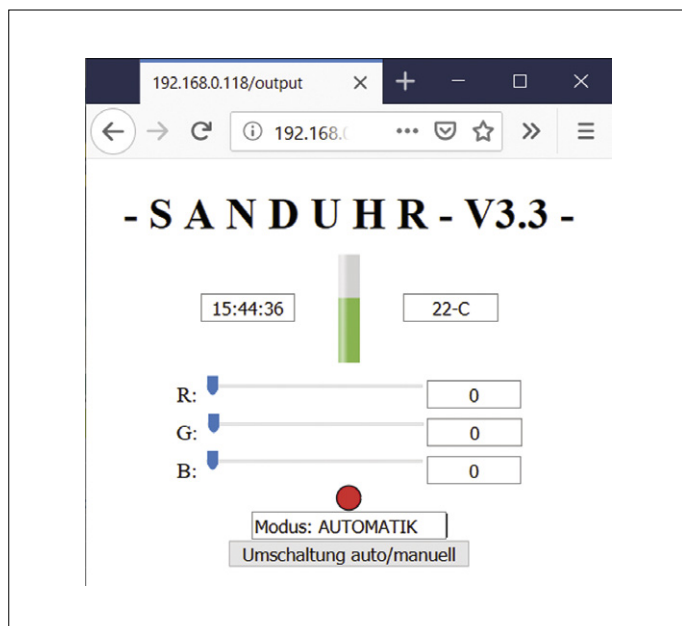 192.168.0.118/output
192.168.0
- S A N D U H R - V3.3 -
15:44:36
22-C
R:
0
G:
0
B:
0
Modus: AUTOMATIK
Umschaltung auto/manuell